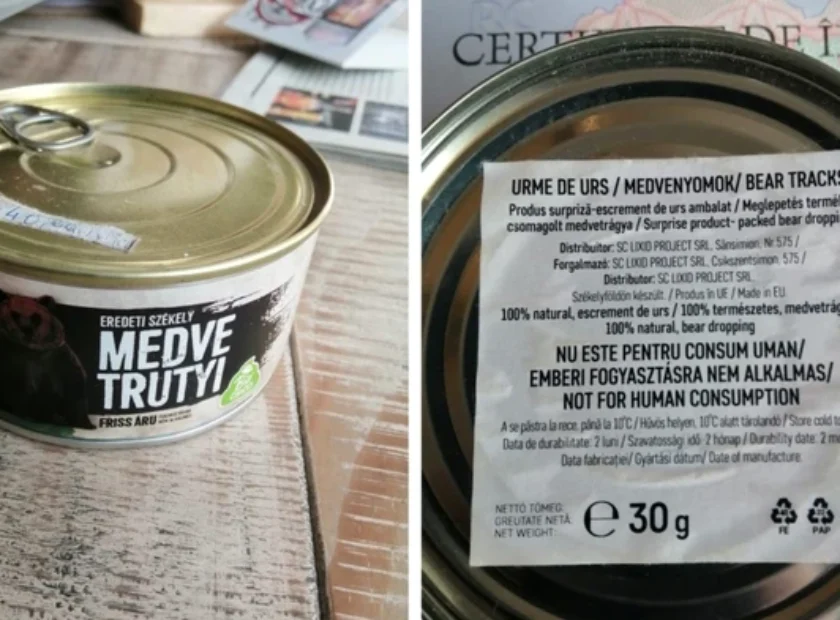 EREDETI SZÉKELY
MEDVE
TRUTYI
FRISS ÁRU
URME DE URS / MEDVENYOMOK/ BEAR TRACKS
Produs surpriză-escrement de urs ambalat / Meglepetés termé
csomagolt medvetrágya / Surprise product- packed bear droppi
Distribuitor: SC LIXID PROJECT SRL, Sânsimion, Nr. 575 /
Forgalmazó: SC LIXID PROJECT SRL, Csíkszentsimon, 575 /
Distributor: SC LIXID PROJECT SRL
Székelyföldön készült. / Produs în UE / Made in EU
100% natural, escrement de urs / 100% természetes, medvetrág
100% natural, bear dropping
NU ESTE PENTRU CONSUM UMAN/
EMBERI FOGYASZTÁSRA NEM ALKALMAS/
NOT FOR HUMAN CONSUMPTION
A se păstra la rece, până la 10°C / Hűvös helyen, 10°C alatt tárolandó / Store cold to
Data de durabilitate: 2 luni / Szavatossági idő: 2 hónap / Durability date: 2 mo
Data fabricației/ Gyártási dátum/ Date of manufacture:
NETTÓ TÖMEG:
GREUTATE NETĂ:
NET WEIGHT:
℮ 30 g
FE
PAP